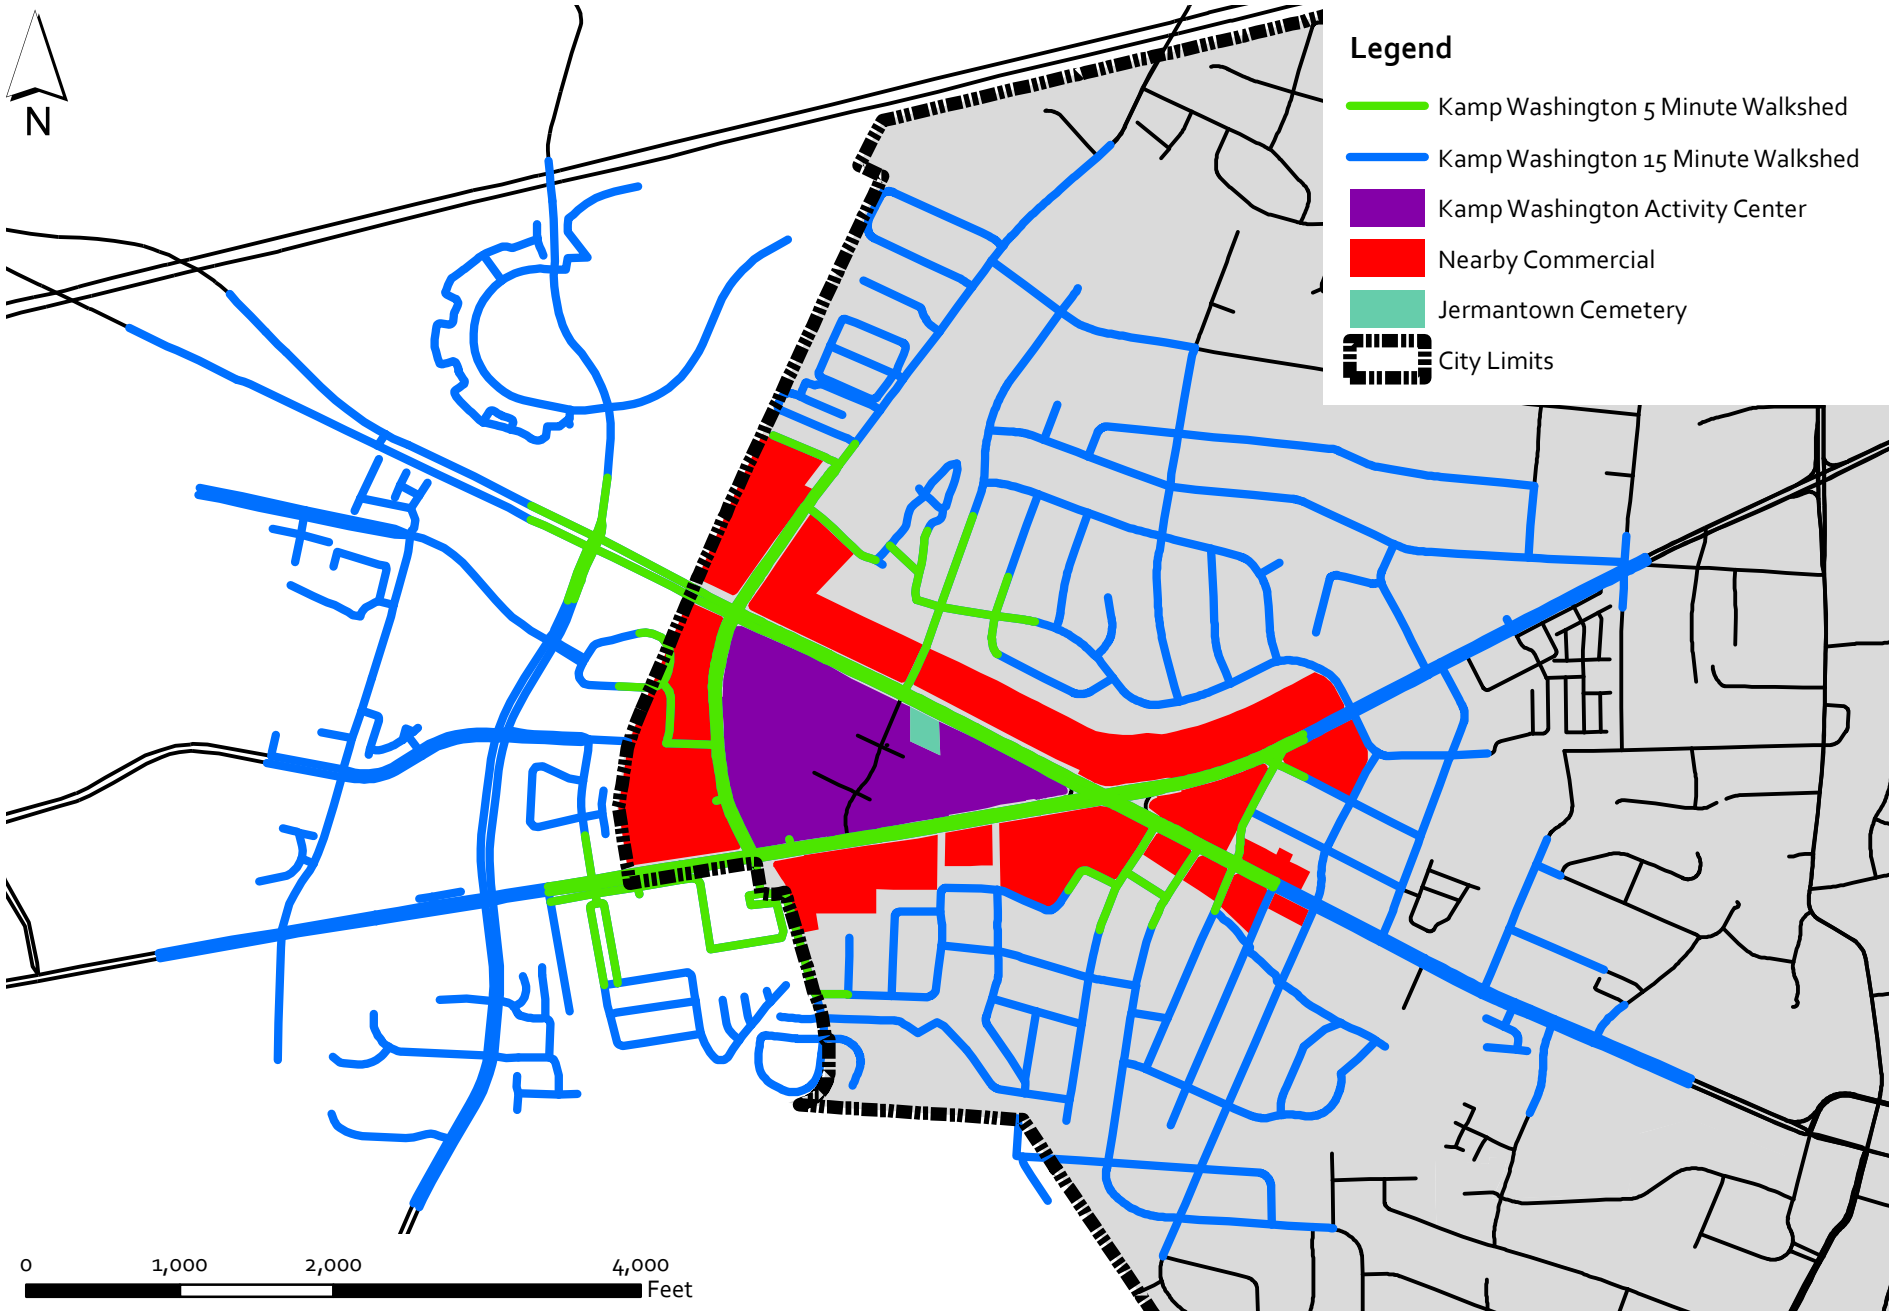 N
Legend
Kamp Washington 5 Minute Walkshed
Kamp Washington 15 Minute Walkshed
Kamp Washington Activity Center
Nearby Commercial
Jermantown Cemetery
City Limits
0 1,000 2,000 4,000
Feet